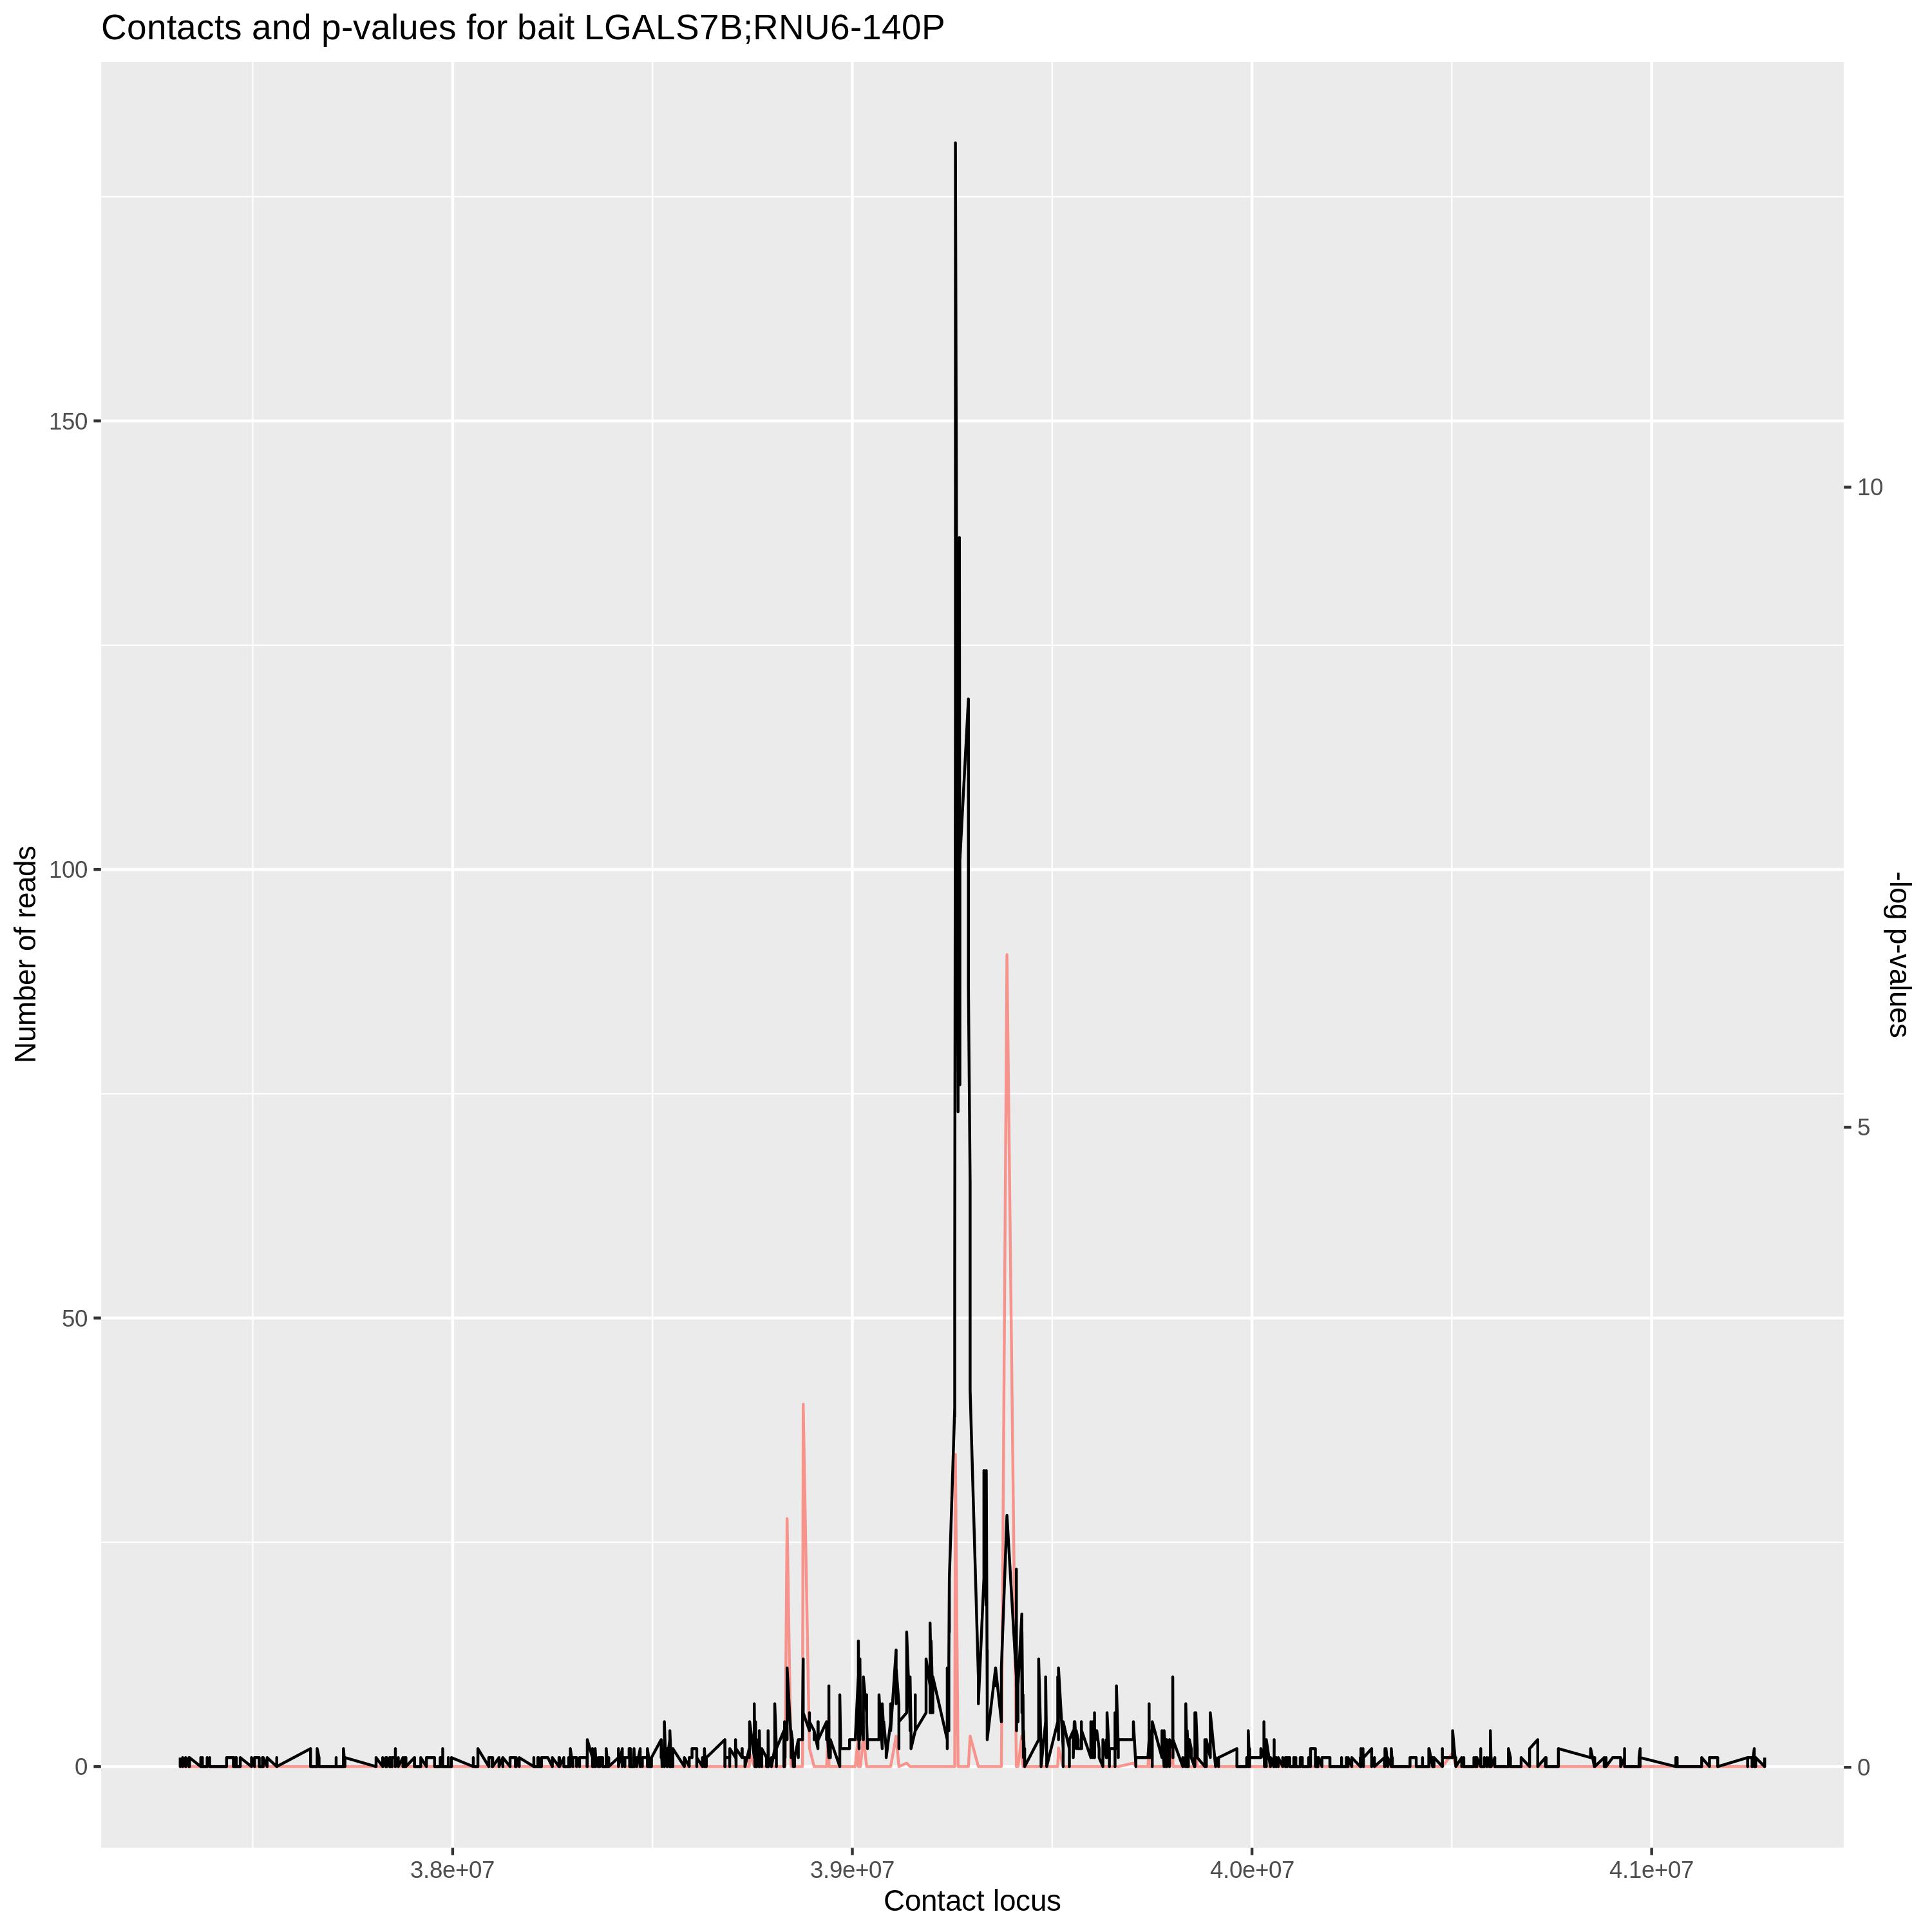 Contacts and p-values for bait LGALS7B;RNU6-140P
150
100
50
0
Number of reads
10
5
0
-log p-values
3.8e+07
3.9e+07
4.0e+07
4.1e+07
Contact locus